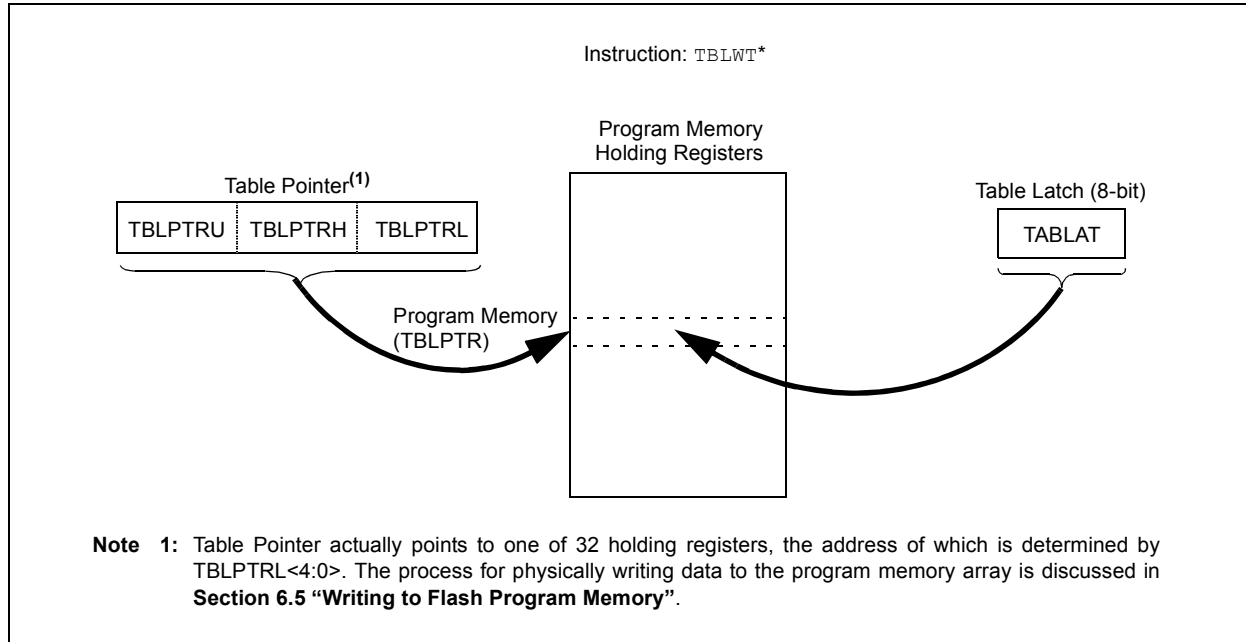 Instruction: TBLWT*
Program Memory
Holding Registers
Table Pointer(1)
Table Latch (8-bit)
TBLPTRU TBLPTRH TBLPTRL
TABLAT
Program Memory
(TBLPTR)
Note 1: Table Pointer actually points to one of 32 holding registers, the address of which is determined by
TBLPTRL<4:0>. The process for physically writing data to the program memory array is discussed in
Section 6.5 “Writing to Flash Program Memory”.